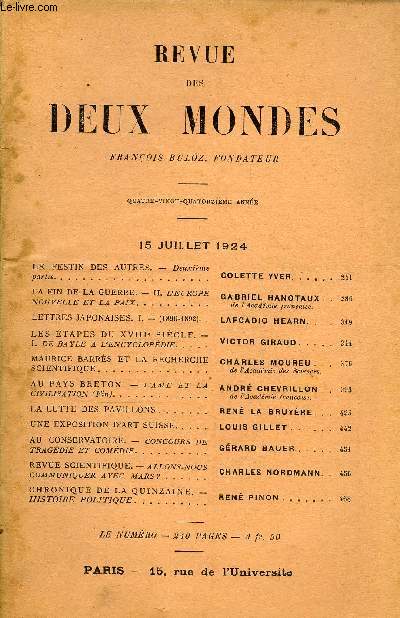 Le-livre.com
REVUE
DES
DEUX MONDES
FRANÇOIS BULOZ, FONDATEUR
QUATRE-VINGT-QUATORZIÈME ANNÉE
15 JUILLET 1924
LE FESTIN DES AUTRES. — Deuxième
partie. COLETTE YVER.
LA FIN DE LA GUERRE. — II. L'EUROPE
NOUVELLE ET LA PAIX. GABRIEL HANOTAUX
de l'Académie française.
LETTRES JAPONAISES. I. — LAFCADIO HEARN.
LES ÉTAPES DU XVIIIe SIÈCLE. —
I. DE BAYLE A L'ENCYCLOPÉDIE. VICTOR GIRAUD
MAURICE BARRÈS ET LA RECHERCHE
SCIENTIFIQUE. CHARLES MOUREU
de l'Académie des Sciences.
AU PAYS BRETON. — L'AME ET LA
CIVILISATION (Fin). ANDRÉ CHEVRILLON
de l'Académie française.
LA LUTTE DES PAVILLONS RENÉ LA BRUYÈRE
UNE EXPOSITION D'ART SUISSE. LOUIS GILLET 442
AU CONSERVATOIRE. — CONCOURS DE
TRAGÉDIE ET COMÉDIE. GÉRARD BAUER
REVUE SCIENTIFIQUE. — ALLONS-NOUS
COMMUNIQUER AVEC MARS? CHARLES NORDMANN
CHRONIQUE DE LA QUINZAINE. —
HISTOIRE POLITIQUE RENÉ PINON
LE NUMÉRO — 240 PAGES — 4 fr. 50
PARIS — 15, rue de l'Université